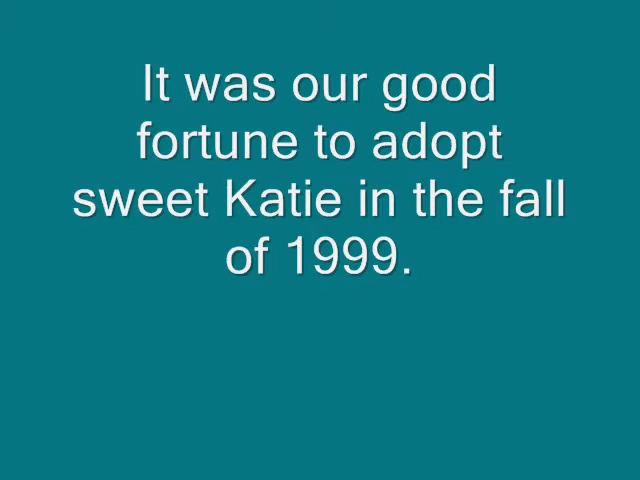 It was our good
fortune to adopt
sweet Katie in the fall
of 1999.